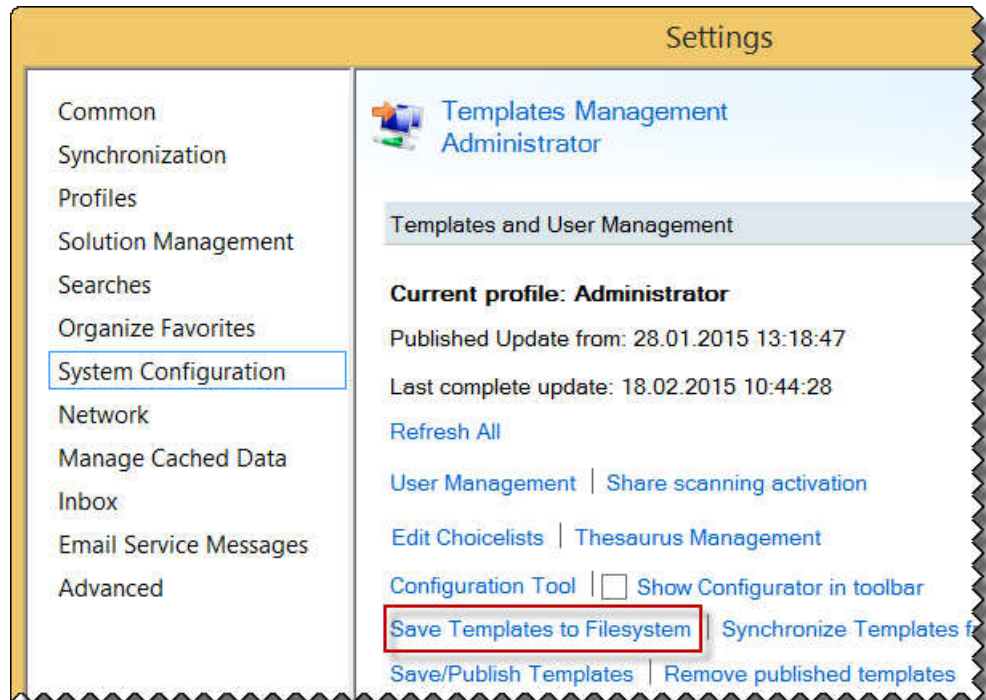 Settings
Common
Synchronization
Profiles
Solution Management
Searches
Organize Favorites
System Configuration
Network
Manage Cached Data
Inbox
Email Service Messages
Advanced
Templates Management
Administrator
Templates and User Management
Current profile: Administrator
Published Update from: 28.01.2015 13:18:47
Last complete update: 18.02.2015 10:44:28
Refresh All
User Management | Share scanning activation
Edit Choicelists | Thesaurus Management
Configuration Tool | Show Configurator in toolbar
Save Templates to Filesystem | Synchronize Templates
Save/Publish Templates | Remove published templates